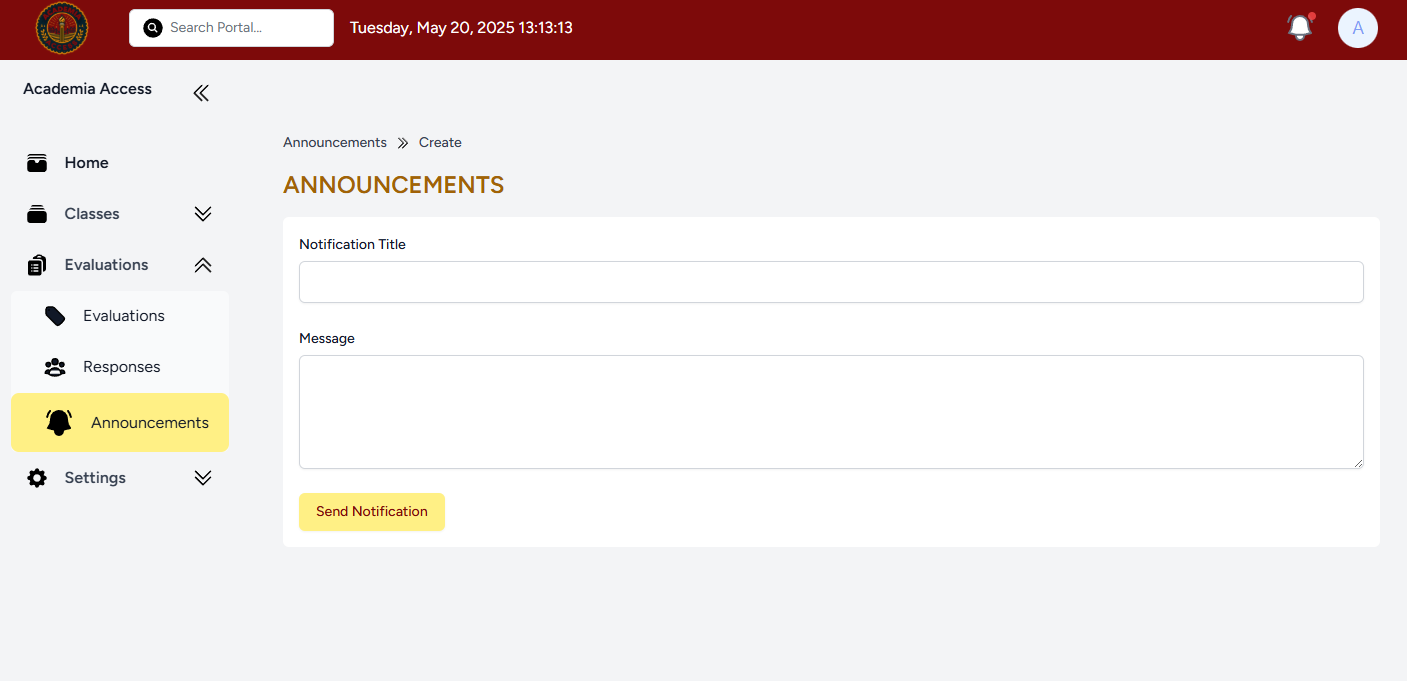 Search Portal...
Tuesday, May 20, 2025 13:13:13
A
Academia Access
Home
Classes
Evaluations
Evaluations
Responses
Announcements
Settings
Announcements
Create
ANNOUNCEMENTS
Notification Title
Message
Send Notification